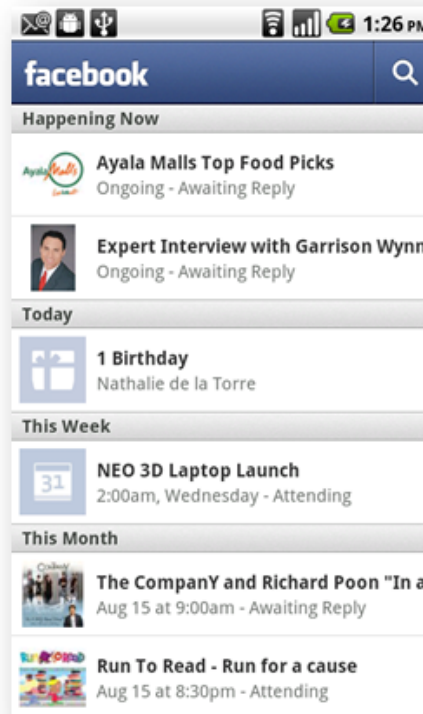 1:26 PM
facebook
Happening Now
Ayala Malls
Ayala Malls Top Food Picks
Ongoing - Awaiting Reply
Expert Interview with Garrison Wynn
Ongoing - Awaiting Reply
Today
1 Birthday
Nathalie de la Torre
This Week
31
NEO 3D Laptop Launch
2:00am, Wednesday - Attending
This Month
The CompanY and Richard Poon "In a
Aug 15 at 9:00am - Awaiting Reply
Run To Read - Run for a cause
Aug 15 at 8:30pm - Attending